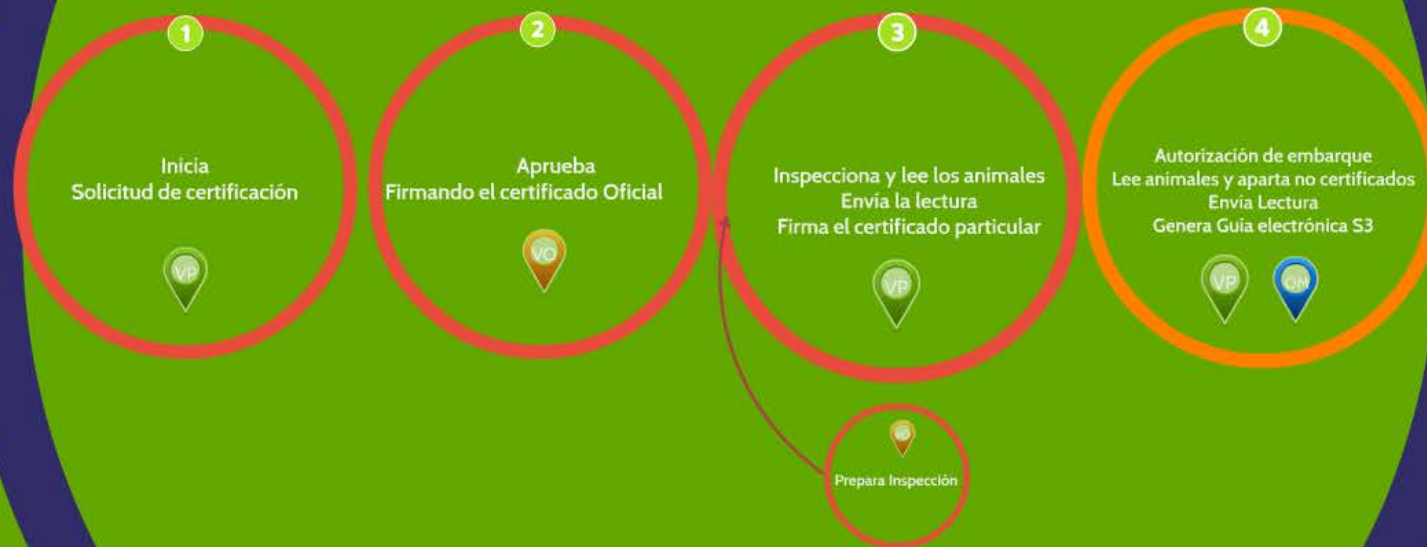 1
Inicia
Solicitud de certificación
VP
2
Aprueba
Firmando el certificado Oficial
VO
3
Inspecciona y lee los animales
Envía la lectura
Firma el certificado particular
VP
4
Autorización de embarque
Lee animales y aparta no certificados
Envía Lectura
Genera Guía electrónica S3
VP
OM
Prepara Inspección